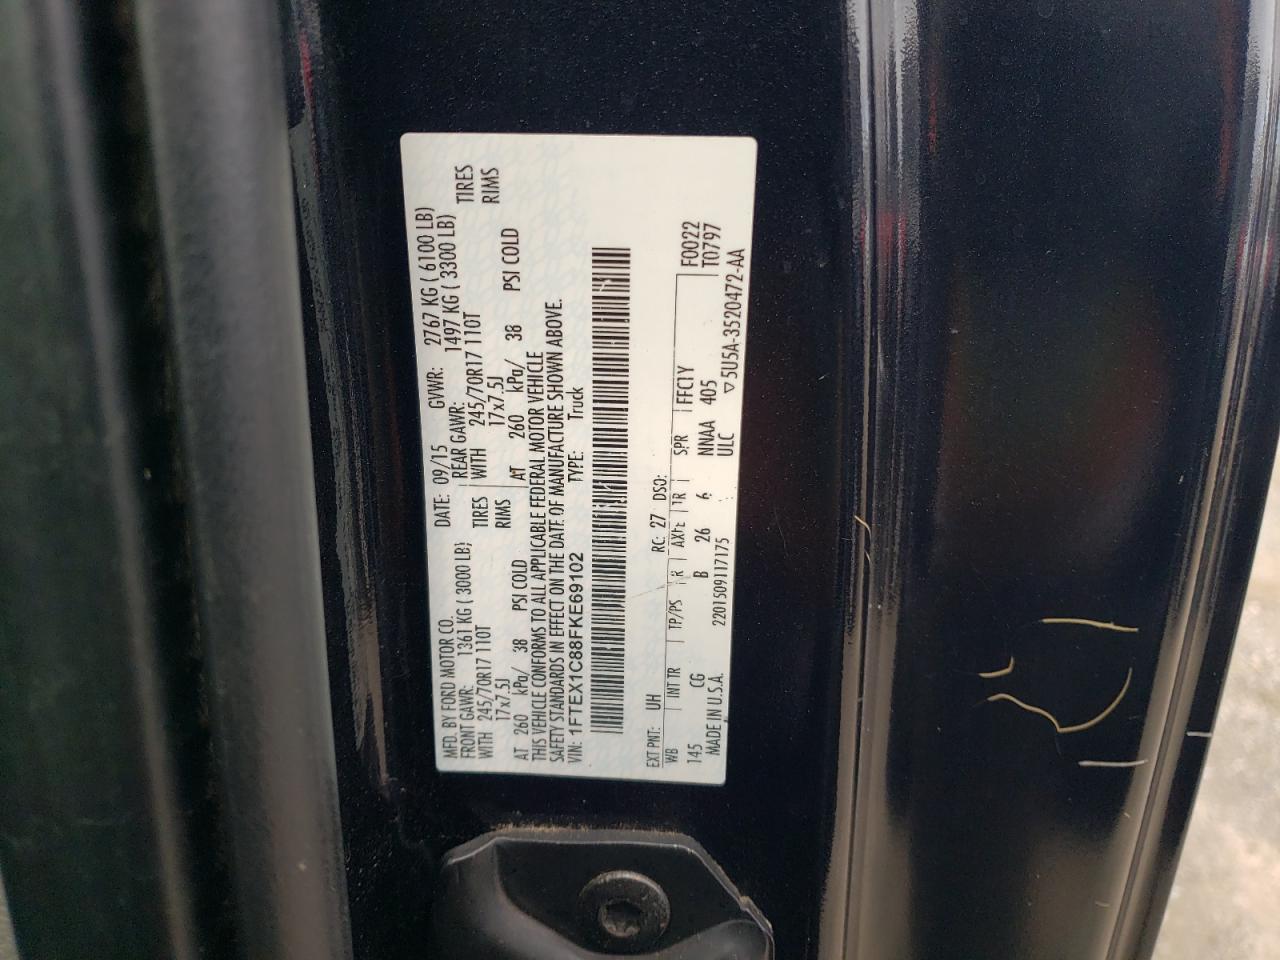 MFD. BY FORD MOTOR CO. DATE: 09/15 GVWR: 2767 KG ( 6100 LB)
FRONT GAWR: 1361 KG ( 3000 LB) REAR GAWR: 1497 KG ( 3300 LB)
WITH 245/70R17 110T TIRES WITH 245/70R17 110T TIRES
17x7.5J RIMS 17x7.5J RIMS
AT 260 kPa/ 38 PSI COLD AT 260 kPa/ 38 PSI COLD
THIS VEHICLE CONFORMS TO ALL APPLICABLE FEDERAL MOTOR VEHICLE
SAFETY STANDARDS IN EFFECT ON THE DATE OF MANUFACTURE SHOWN ABOVE.
VIN: 1FTEX1C88FKE69102 TYPE: Truck
EXT PNT: UH RC: 27 DSO: F0022
WB INT TR TP/PS R AXLE TR SPR FFC1Y T0797
145 CG B 26 6 NNAA 405
MADE IN U.S.A. 2201509117175 ULC ▽5U5A-3520472-AA